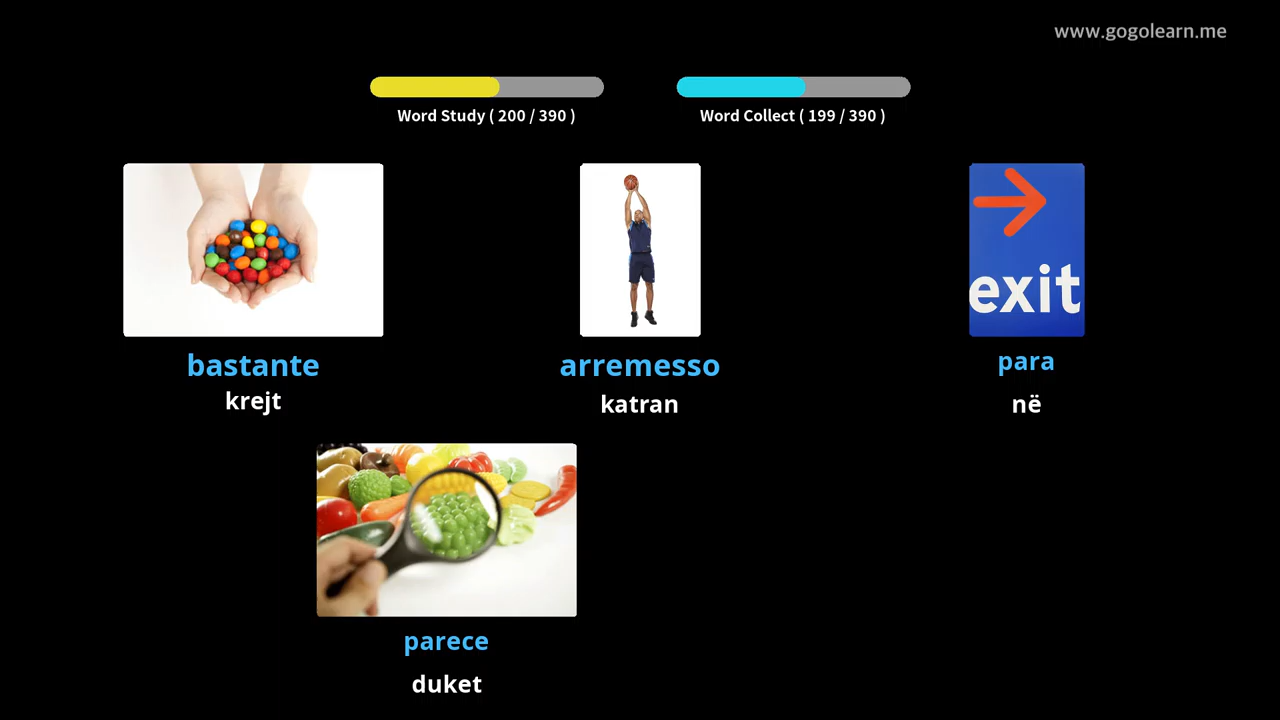 www.gogolearn.me
Word Study ( 200 / 390 )
Word Collect ( 199 / 390 )
exit
bastante
arremesso
para
krejt
katran
në
parece
duket